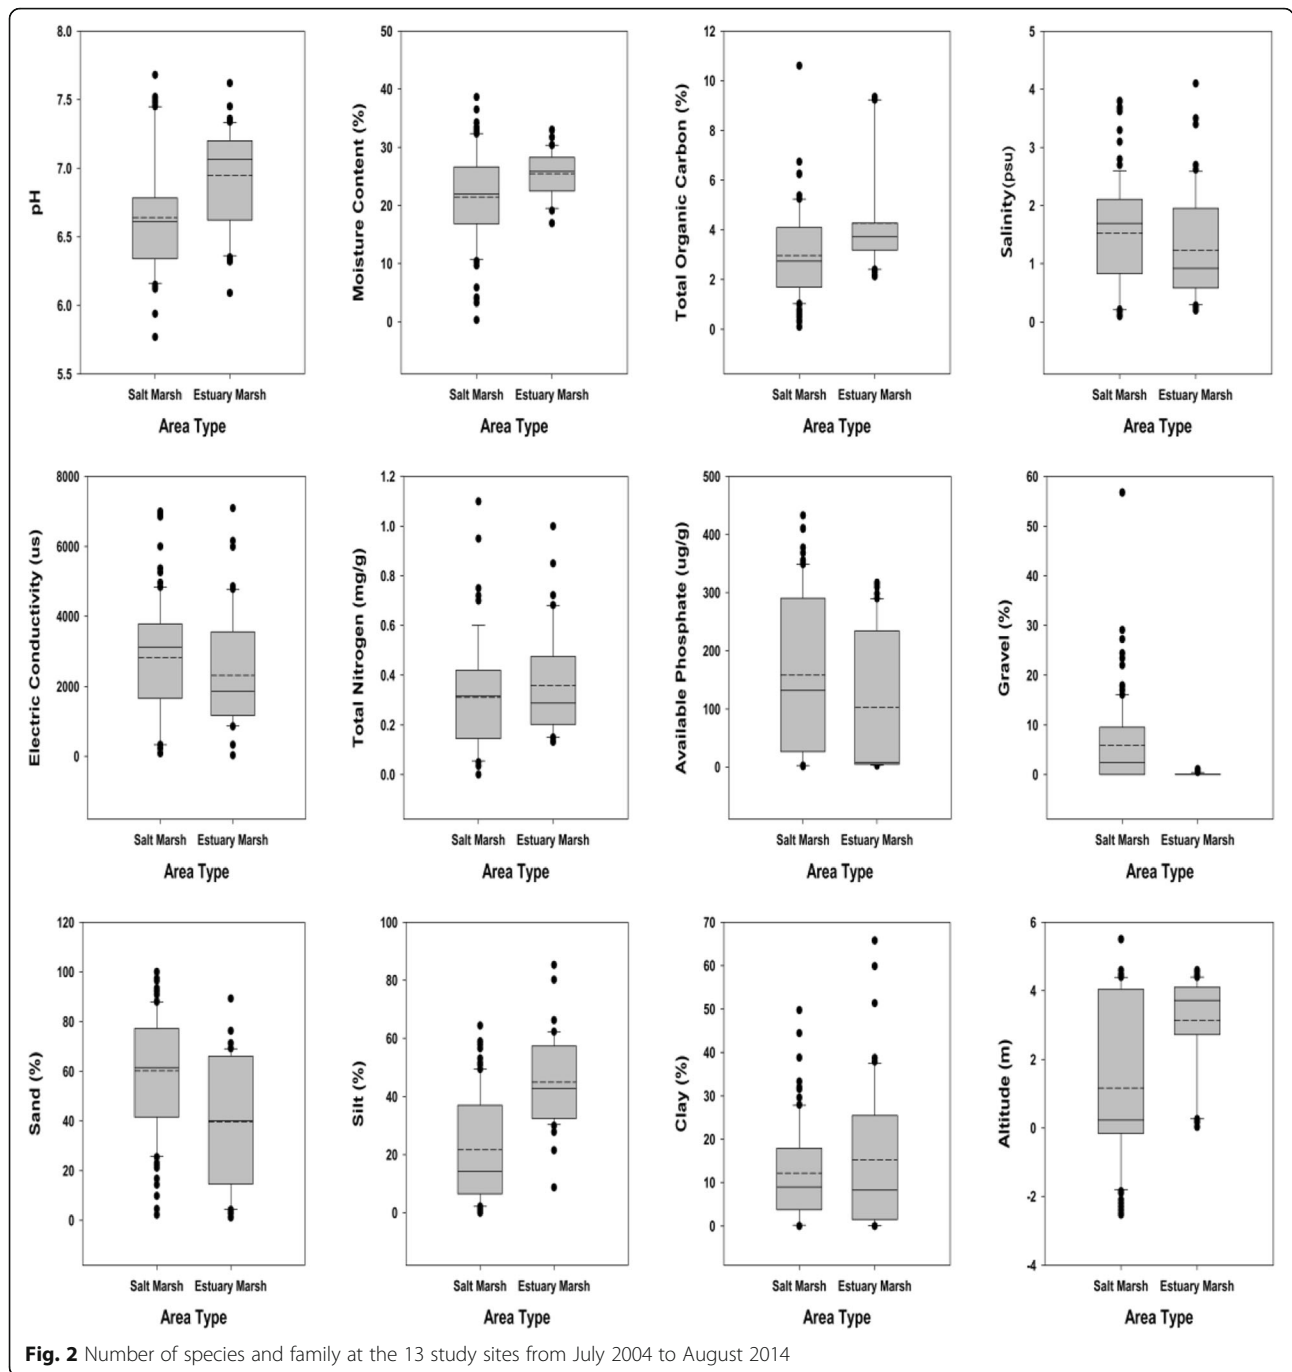 8.0
7.5
7.0
6.5
6.0
5.5
pH
Salt Marsh Estuary Marsh
Area Type
50
40
30
20
10
0
Moisture Content (%)
Salt Marsh Estuary Marsh
Area Type
12
10
8
6
4
2
0
Total Organic Carbon (%)
Salt Marsh Estuary Marsh
Area Type
5
4
3
2
1
0
Salinity (psu)
Salt Marsh Estuary Marsh
Area Type
8000
6000
4000
2000
0
Electric Conductivity (us)
Salt Marsh Estuary Marsh
Area Type
1.2
1.0
0.8
0.6
0.4
0.2
0.0
Total Nitrogen (mg/g)
Salt Marsh Estuary Marsh
Area Type
500
400
300
200
100
0
Available Phosphate (ug/g)
Salt Marsh Estuary Marsh
Area Type
60
50
40
30
20
10
0
Gravel (%)
Salt Marsh Estuary Marsh
Area Type
120
100
80
60
40
20
0
Sand (%)
Salt Marsh Estuary Marsh
Area Type
100
80
60
40
20
0
Silt (%)
Salt Marsh Estuary Marsh
Area Type
70
60
50
40
30
20
10
0
Clay (%)
Salt Marsh Estuary Marsh
Area Type
6
4
2
0
-2
-4
Altitude (m)
Salt Marsh Estuary Marsh
Area Type
Fig. 2 Number of species and family at the 13 study sites from July 2004 to August 2014